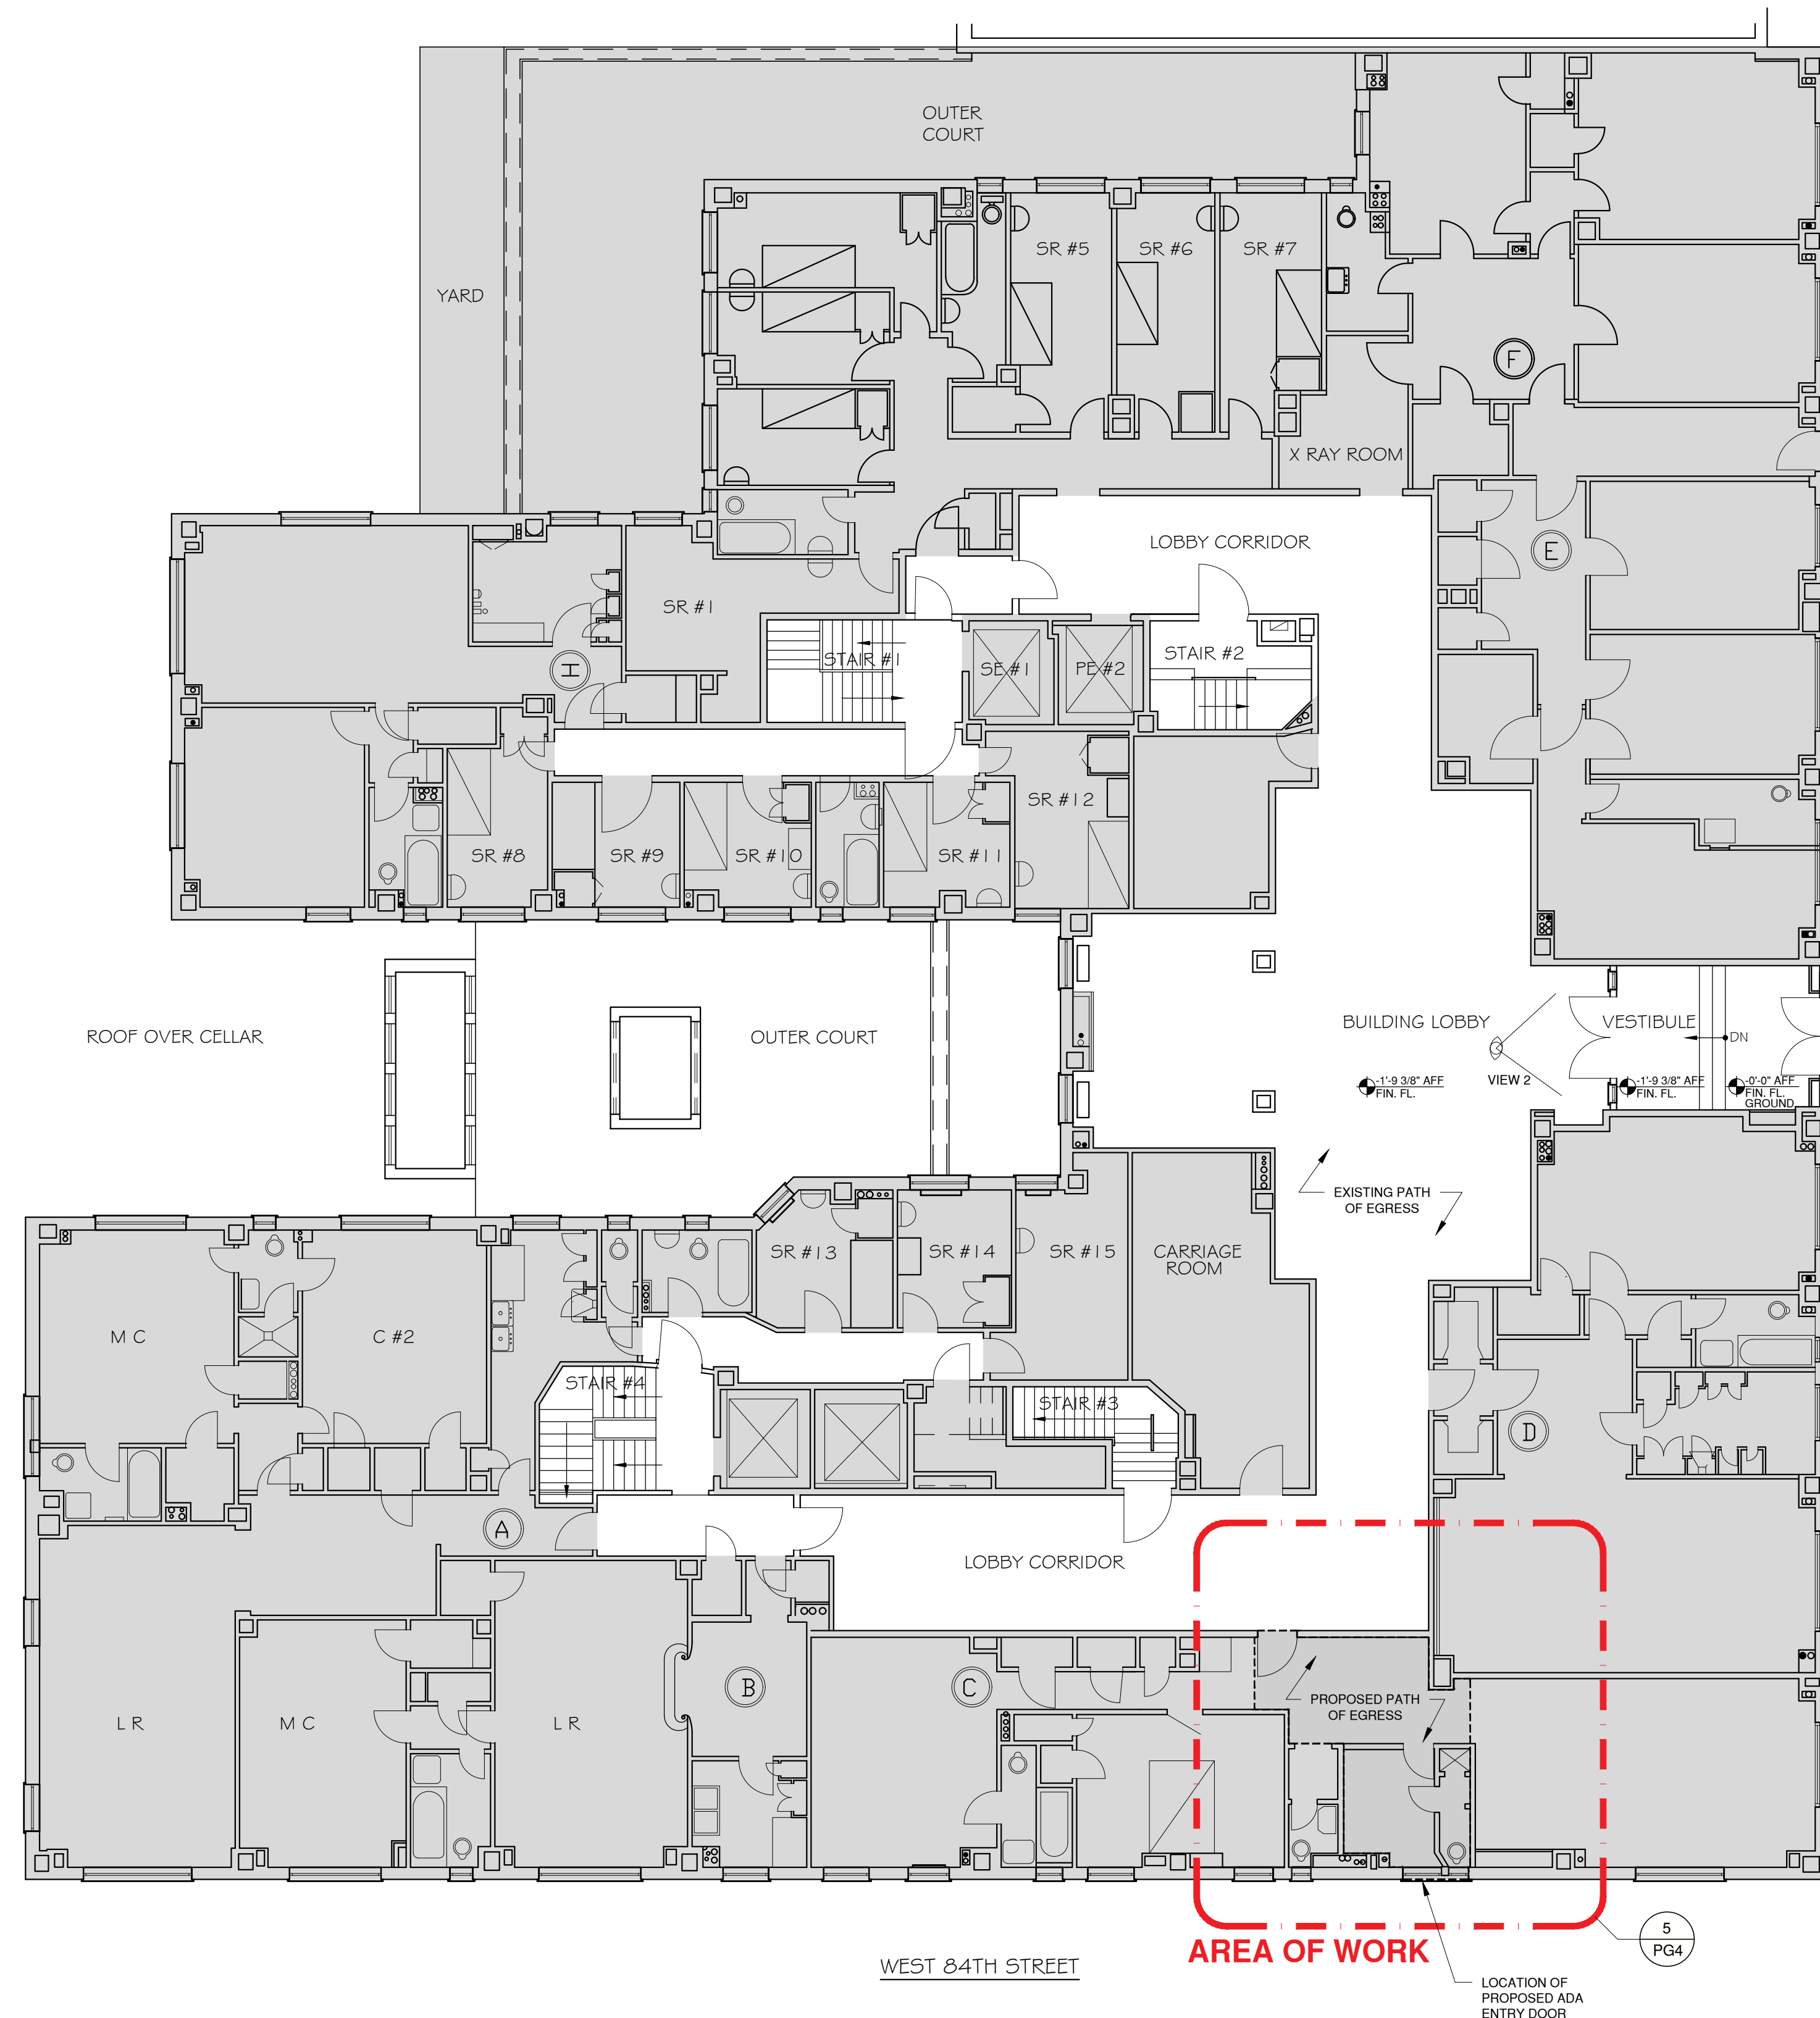 OUTER
COURT
YARD
SR #5
SR #6
SR #7
F
X RAY ROOM
LOBBY CORRIDOR
E
SR #1
H
STAIR #1
SE #1
PE #2
STAIR #2
SR #12
SR #8
SR #9
SR #10
SR #11
ROOF OVER CELLAR
OUTER COURT
BUILDING LOBBY
VESTIBULE
DN
-1'-9 3/8" AFF
FIN. FL.
VIEW 2
-1'-9 3/8" AFF
FIN. FL.
-0'-0" AFF
FIN. FL.
GROUND
EXISTING PATH
OF EGRESS
SR #13
SR #14
SR #15
CARRIAGE
ROOM
M C
C #2
STAIR #4
STAIR #3
D
A
LOBBY CORRIDOR
B
C
PROPOSED PATH
OF EGRESS
L R
M C
L R
AREA OF WORK
5
PG4
WEST 84TH STREET
LOCATION OF
PROPOSED ADA
ENTRY DOOR